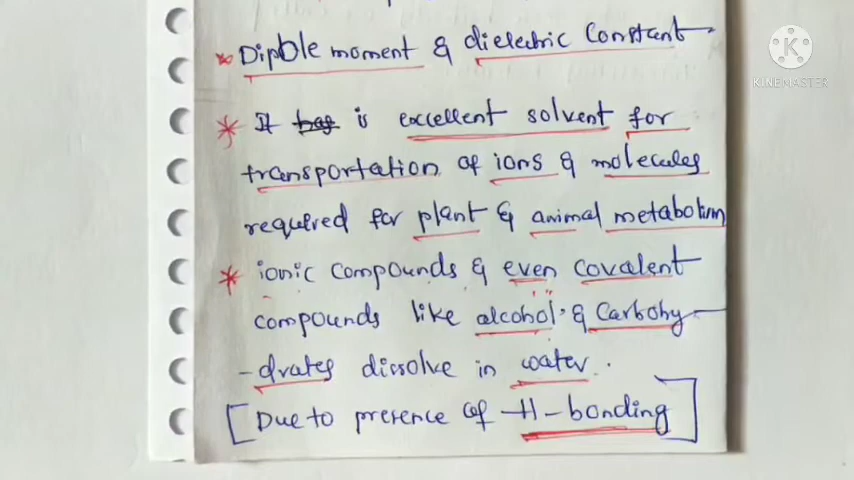 * Dipole moment & dielectric constant
* It has is excellent solvent for
transportation of ions & molecules
required for plant & animal metabolism
* ionic compounds & even covalent
compounds like alcohol & Carbohy-
-drates dissolve in water.
[Due to presence of H-bonding]
K
KINEMASTER